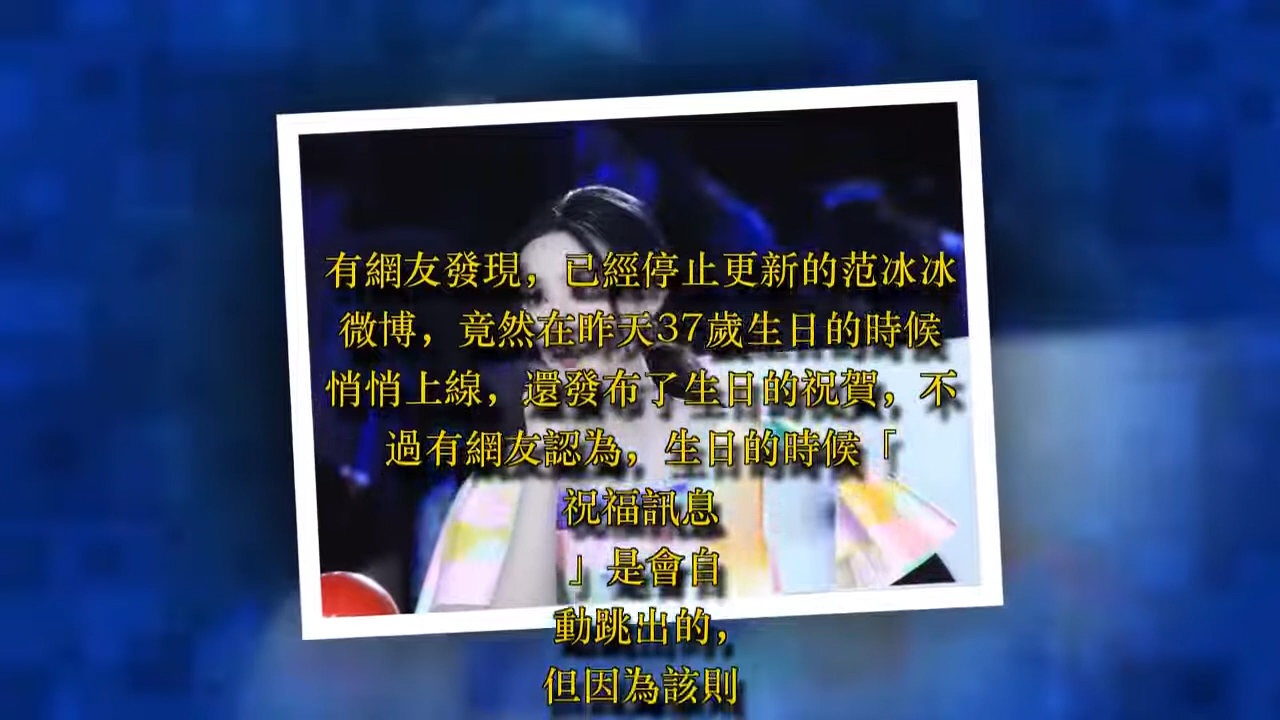 有網友發現，已經停止更新的范冰冰
微博，竟然在昨天37歲生日的時候
悄悄上線，還發布了生日的祝賀，不
過有網友認為，生日的時候「
祝福訊息
」是會自
動跳出的，
但因為該則